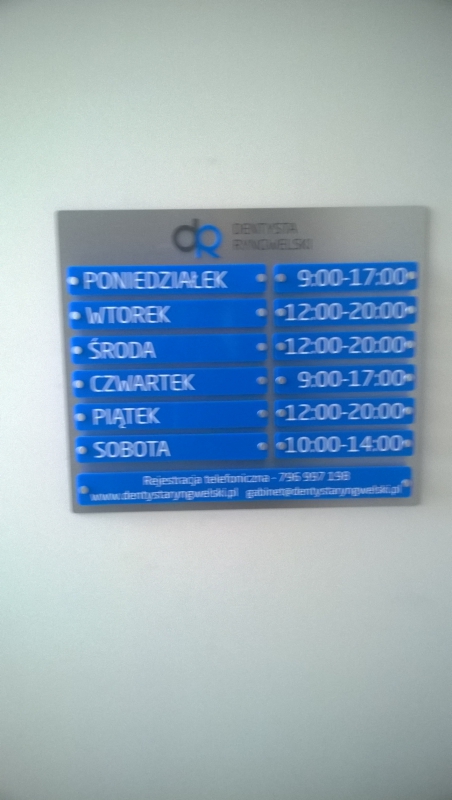 dR DENTYSTA
RYNGWELSKI
PONIEDZIAŁEK 9:00-17:00
WTOREK 12:00-20:00
ŚRODA 12:00-20:00
CZWARTEK 9:00-17:00
PIĄTEK 12:00-20:00
SOBOTA 10:00-14:00
Rejestracja telefoniczna - 796 997 198
www.dentystaryngwelski.pl gabinet@dentystaryngwelski.pl